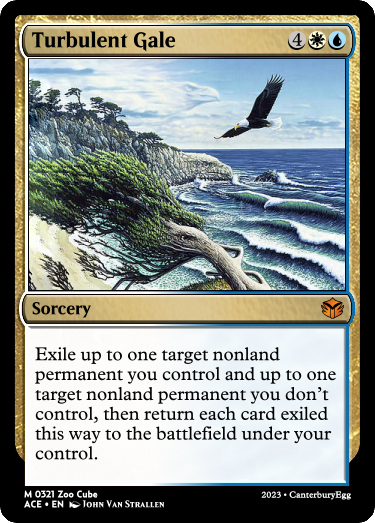 Turbulent Gale 4
Sorcery
Exile up to one target nonland
permanent you control and up to one
target nonland permanent you don't
control, then return each card exiled
this way to the battlefield under your
control.
M 0321 Zoo Cube
ACE • EN John Van Strallen
2023 • CanterburyEgg